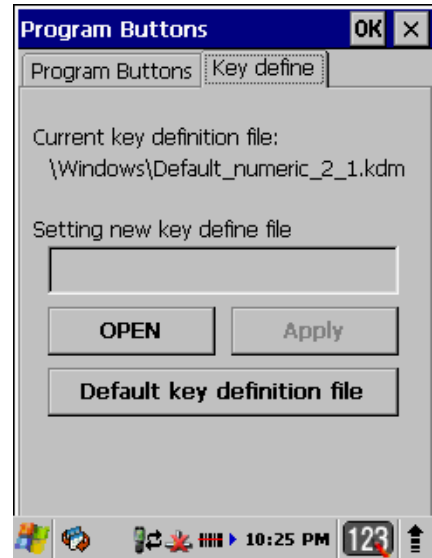 Program Buttons OK ×
Program Buttons Key define
Current key definition file:
\Windows\Default_numeric_2_1.kdm
Setting new key define file
OPEN Apply
Default key definition file
10:25 PM 123